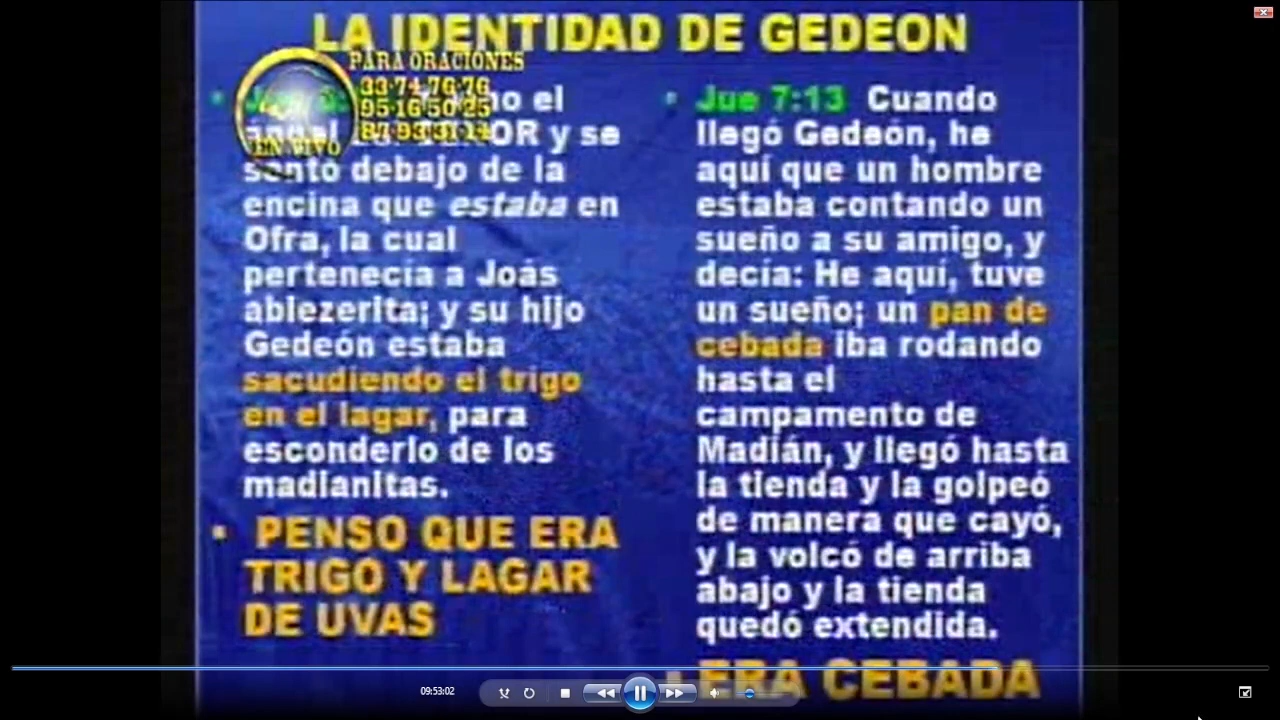 LA IDENTIDAD DE GEDEON
PARA ORACIONES
33·74·76·76
95·16·50·25
87·93·31·14
EN VIVO
el
OR y se
sentó debajo de la
encina que estaba en
Ofra, la cual
pertenecía a Joás
abiezerita; y su hijo
Gedeón estaba
sacudiendo el trigo
en el lagar, para
esconderlo de los
madianitas.
• PENSO QUE ERA
TRIGO Y LAGAR
DE UVAS
• Jue 7:13 Cuando
llegó Gedeón, he
aquí que un hombre
estaba contando un
sueño a su amigo, y
decía: He aquí, tuve
un sueño; un pan de
cebada iba rodando
hasta el
campamento de
Madián, y llegó hasta
la tienda y la golpeó
de manera que cayó,
y la volcó de arriba
abajo y la tienda
quedó extendida.
• ERA CEBADA
09:53:02